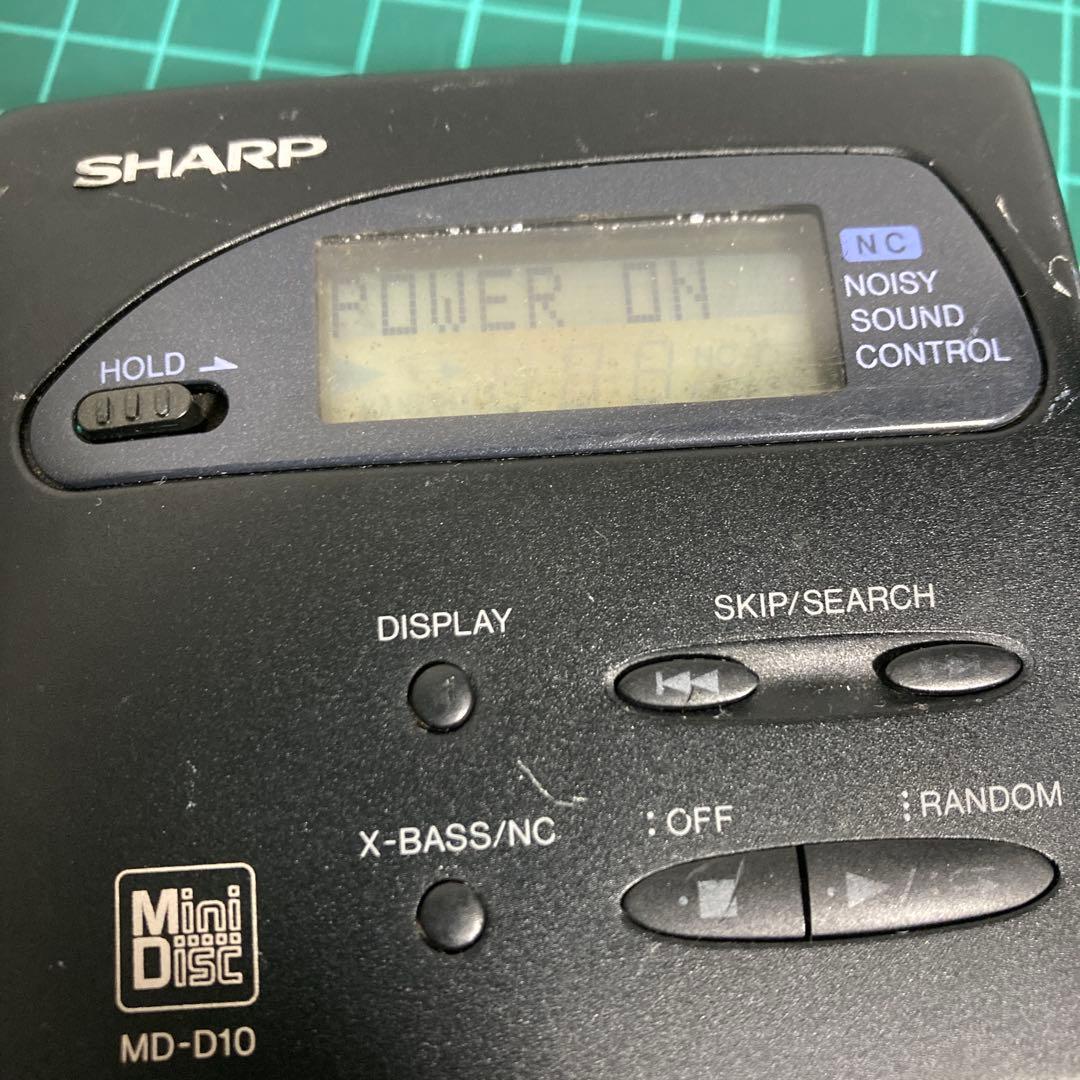 SHARP
POWER ON
NC
NOISY
SOUND
CONTROL
HOLD
DISPLAY
SKIP/SEARCH
X-BASS/NC
:OFF
⋮RANDOM
Mini
Disc
MD-D10